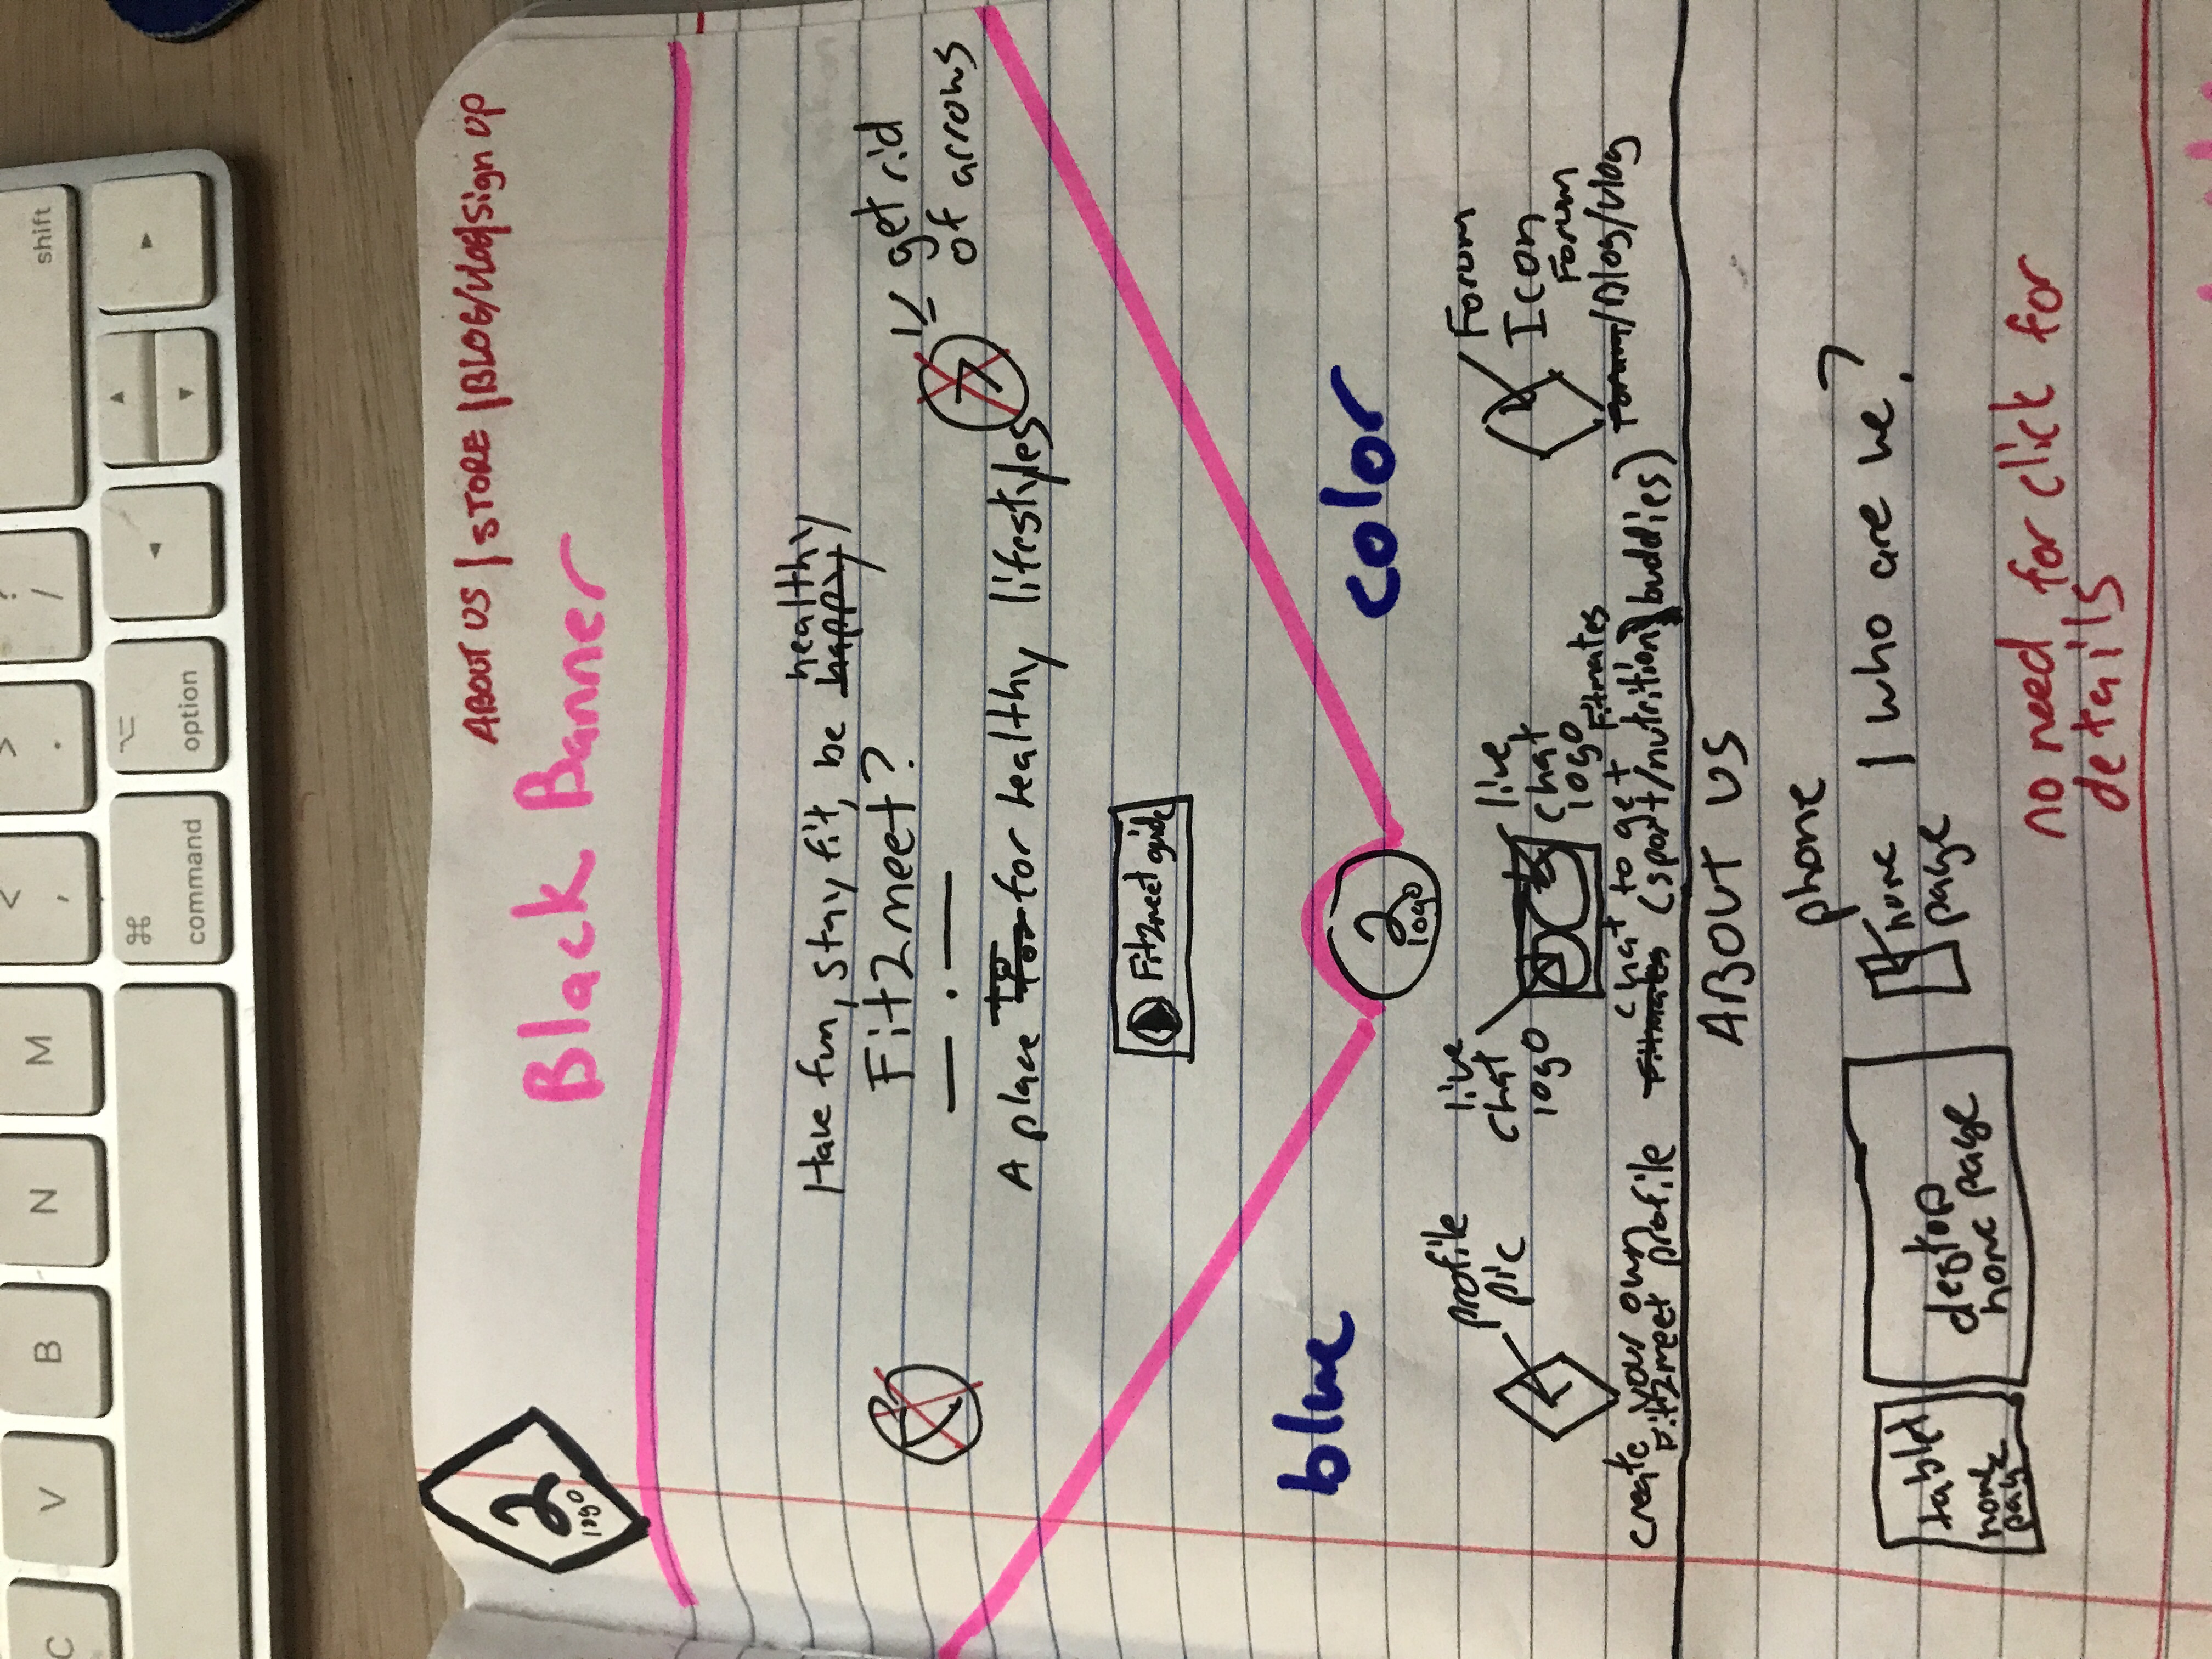 C V B N M < , > . ? / shift
⌘ command ⌥ option ◄ ▲ ▼ ►
ABOUT US | STORE | BLOG/Vlog | Sign UP
2
logo
Black Banner
healthy
Have fun, stay fit, be happy
Fit2meet?
get rid
of arrows
to
A place for for healthy lifestyles
Fit2meet guide
blue
color
2
logo
profile
pic
live
chat
logo
live
chat
logo
Forum
Icon
create your own
Fit2meet profile
chat to get Fitmates
Fitmates (sport/nutrition buddies)
Forum
Forum/Blog/Vlog
ABOUT US
phone
home
page
| who are we?
tablet
home
page
destop
home page
no need for click for
details